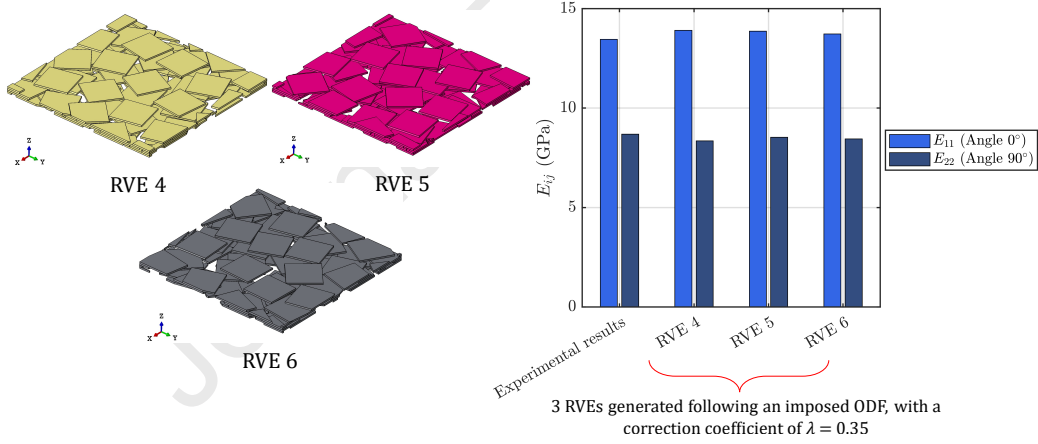 RVE 4
RVE 5
RVE 6
Z
X
Y
Z
X
Y
Z
X
Y
15
10
5
0
E_ij (GPa)
E_11 (Angle 0°)
E_22 (Angle 90°)
Experimental results
RVE 4
RVE 5
RVE 6
3 RVEs generated following an imposed ODF, with a
correction coefficient of λ = 0.35